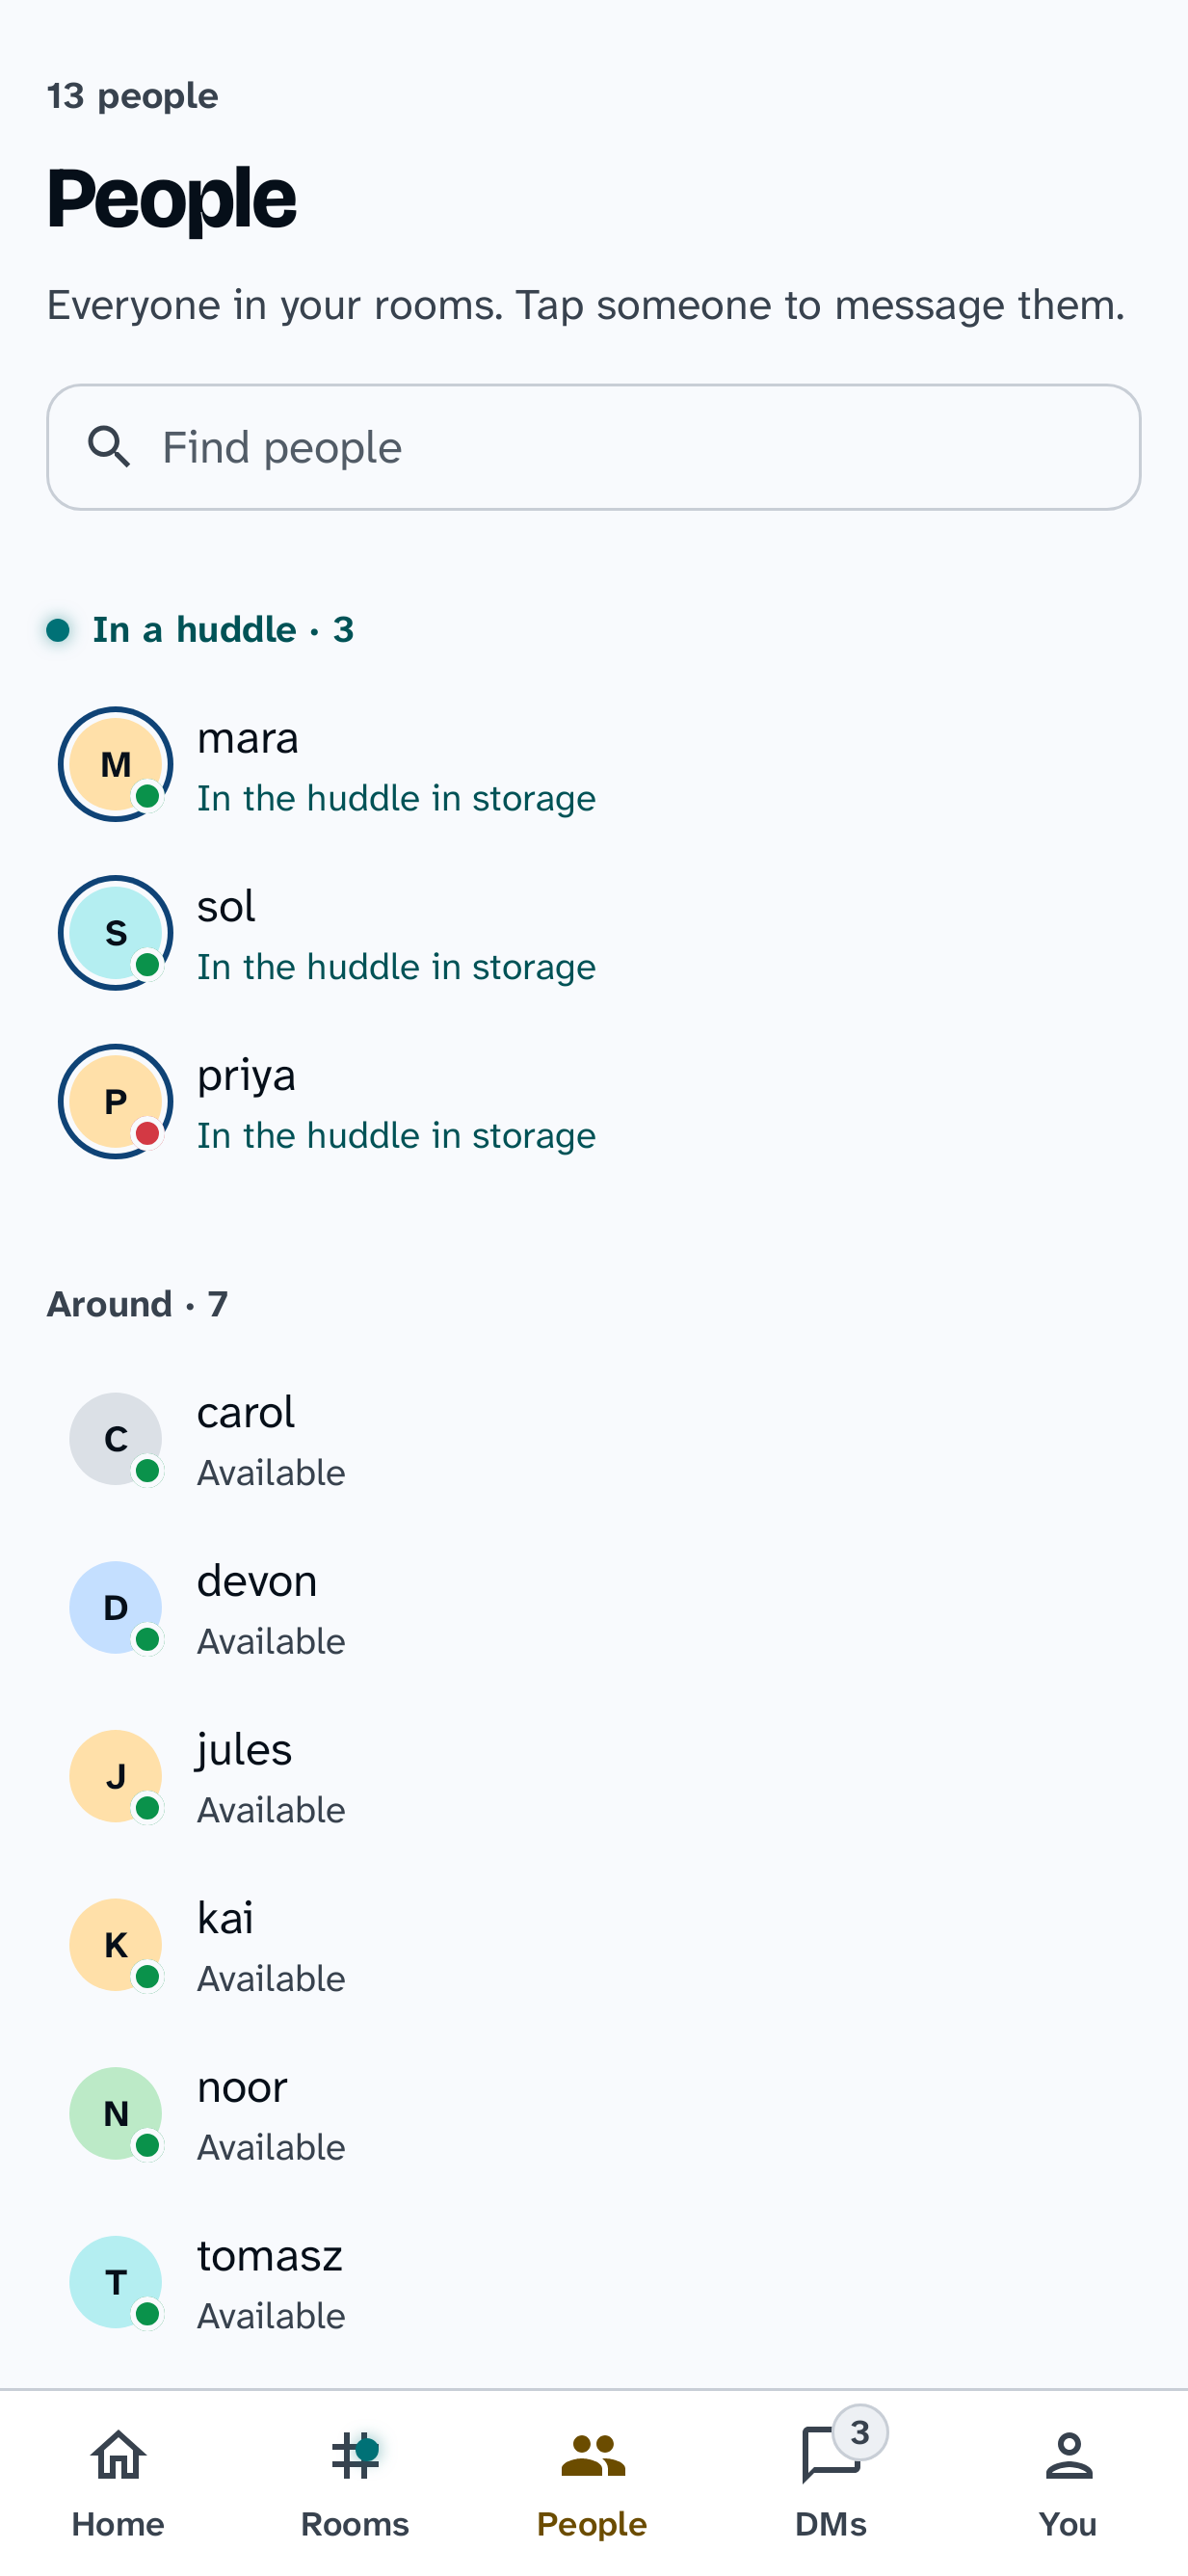 13 people
People
Everyone in your rooms. Tap someone to message them.
Find people
In a huddle · 3
M
mara
In the huddle in storage
S
sol
In the huddle in storage
P
priya
In the huddle in storage
Around · 7
C
carol
Available
D
devon
Available
J
jules
Available
K
kai
Available
N
noor
Available
T
tomasz
Available
3
Home
Rooms
People
DMs
You